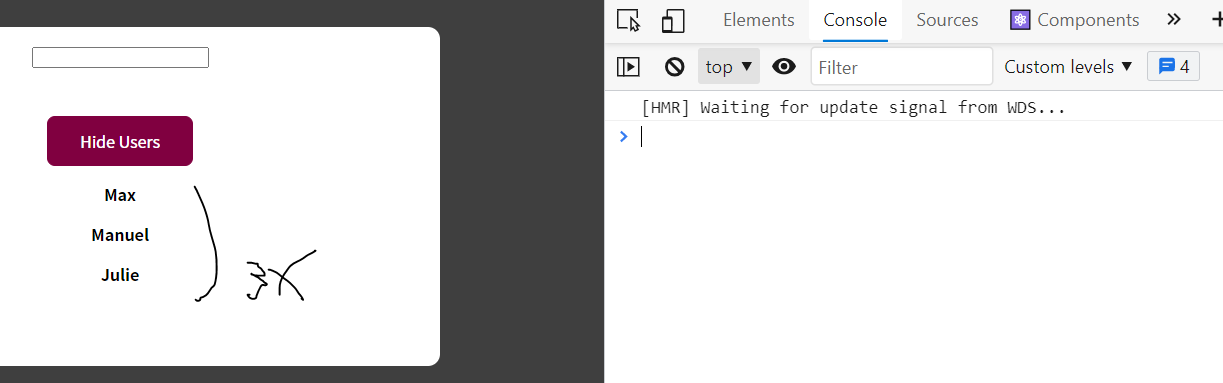 Elements Console Sources Components
top Filter Custom levels 4
[HMR] Waiting for update signal from WDS...
Hide Users
Max
Manuel
Julie
3X